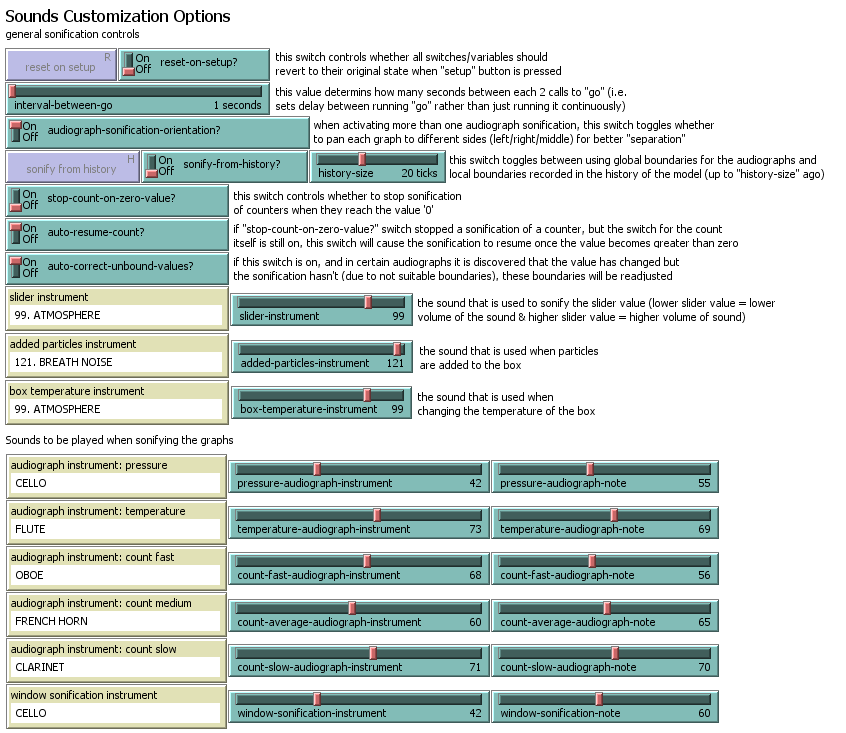 Sounds Customization Options
general sonification controls
R
reset on setup
On
Off
reset-on-setup?
this switch controls whether all switches/variables should
revert to their original state when "setup" button is pressed
interval-between-go 1 seconds
this value determins how many seconds between each 2 calls to "go" (i.e.
sets delay between running "go" rather than just running it continuously)
On
Off
audiograph-sonification-orientation?
when activating more than one audiograph sonification, this switch toggles whether
to pan each graph to different sides (left/right/middle) for better "separation"
H
sonify from history
On
Off
sonify-from-history?
history-size 20 ticks
this switch toggles between using global boundaries for the audiographs and
local boundaries recorded in the history of the model (up to "history-size" ago)
On
Off
stop-count-on-zero-value?
this switch controls whether to stop sonification
of counters when they reach the value '0'
On
Off
auto-resume-count?
if "stop-count-on-zero-value?" switch stopped a sonification of a counter, but the switch for the count
itself is still on, this switch will cause the sonification to resume once the value becomes greater than zero
On
Off
auto-correct-unbound-values?
if this switch is on, and in certain audiographs it is discovered that the value has changed but
the sonification hasn't (due to not suitable boundaries), these boundaries will be readjusted
slider instrument
99. ATMOSPHERE
slider-instrument 99
the sound that is used to sonify the slider value (lower slider value = lower
volume of the sound & higher slider value = higher volume of sound)
added particles instrument
121. BREATH NOISE
added-particles-instrument 121
the sound that is used when particles
are added to the box
box temperature instrument
99. ATMOSPHERE
box-temperature-instrument 99
the sound that is used when
changing the temperature of the box
Sounds to be played when sonifying the graphs
audiograph instrument: pressure
CELLO
pressure-audiograph-instrument 42
pressure-audiograph-note 55
audiograph instrument: temperature
FLUTE
temperature-audiograph-instrument 73
temperature-audiograph-note 69
audiograph instrument: count fast
OBOE
count-fast-audiograph-instrument 68
count-fast-audiograph-note 56
audiograph instrument: count medium
FRENCH HORN
count-average-audiograph-instrument 60
count-average-audiograph-note 65
audiograph instrument: count slow
CLARINET
count-slow-audiograph-instrument 71
count-slow-audiograph-note 70
window sonification instrument
CELLO
window-sonification-instrument 42
window-sonification-note 60